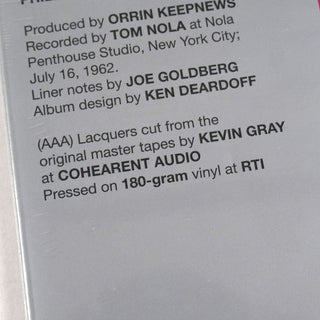 Produced by ORRIN KEEPNEWS
Recorded by TOM NOLA at Nola
Penthouse Studio, New York City;
July 16, 1962.
Liner notes by JOE GOLDBERG
Album design by KEN DEARDOFF
(AAA) Lacquers cut from the
original master tapes by KEVIN GRAY
at COHEARENT AUDIO
Pressed on 180-gram vinyl at RTI